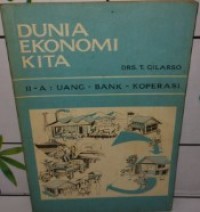 DUNIA
EKONOMI
KITA
DRS. T. GILARSO
II-A : UANG - BANK - KOPERASI